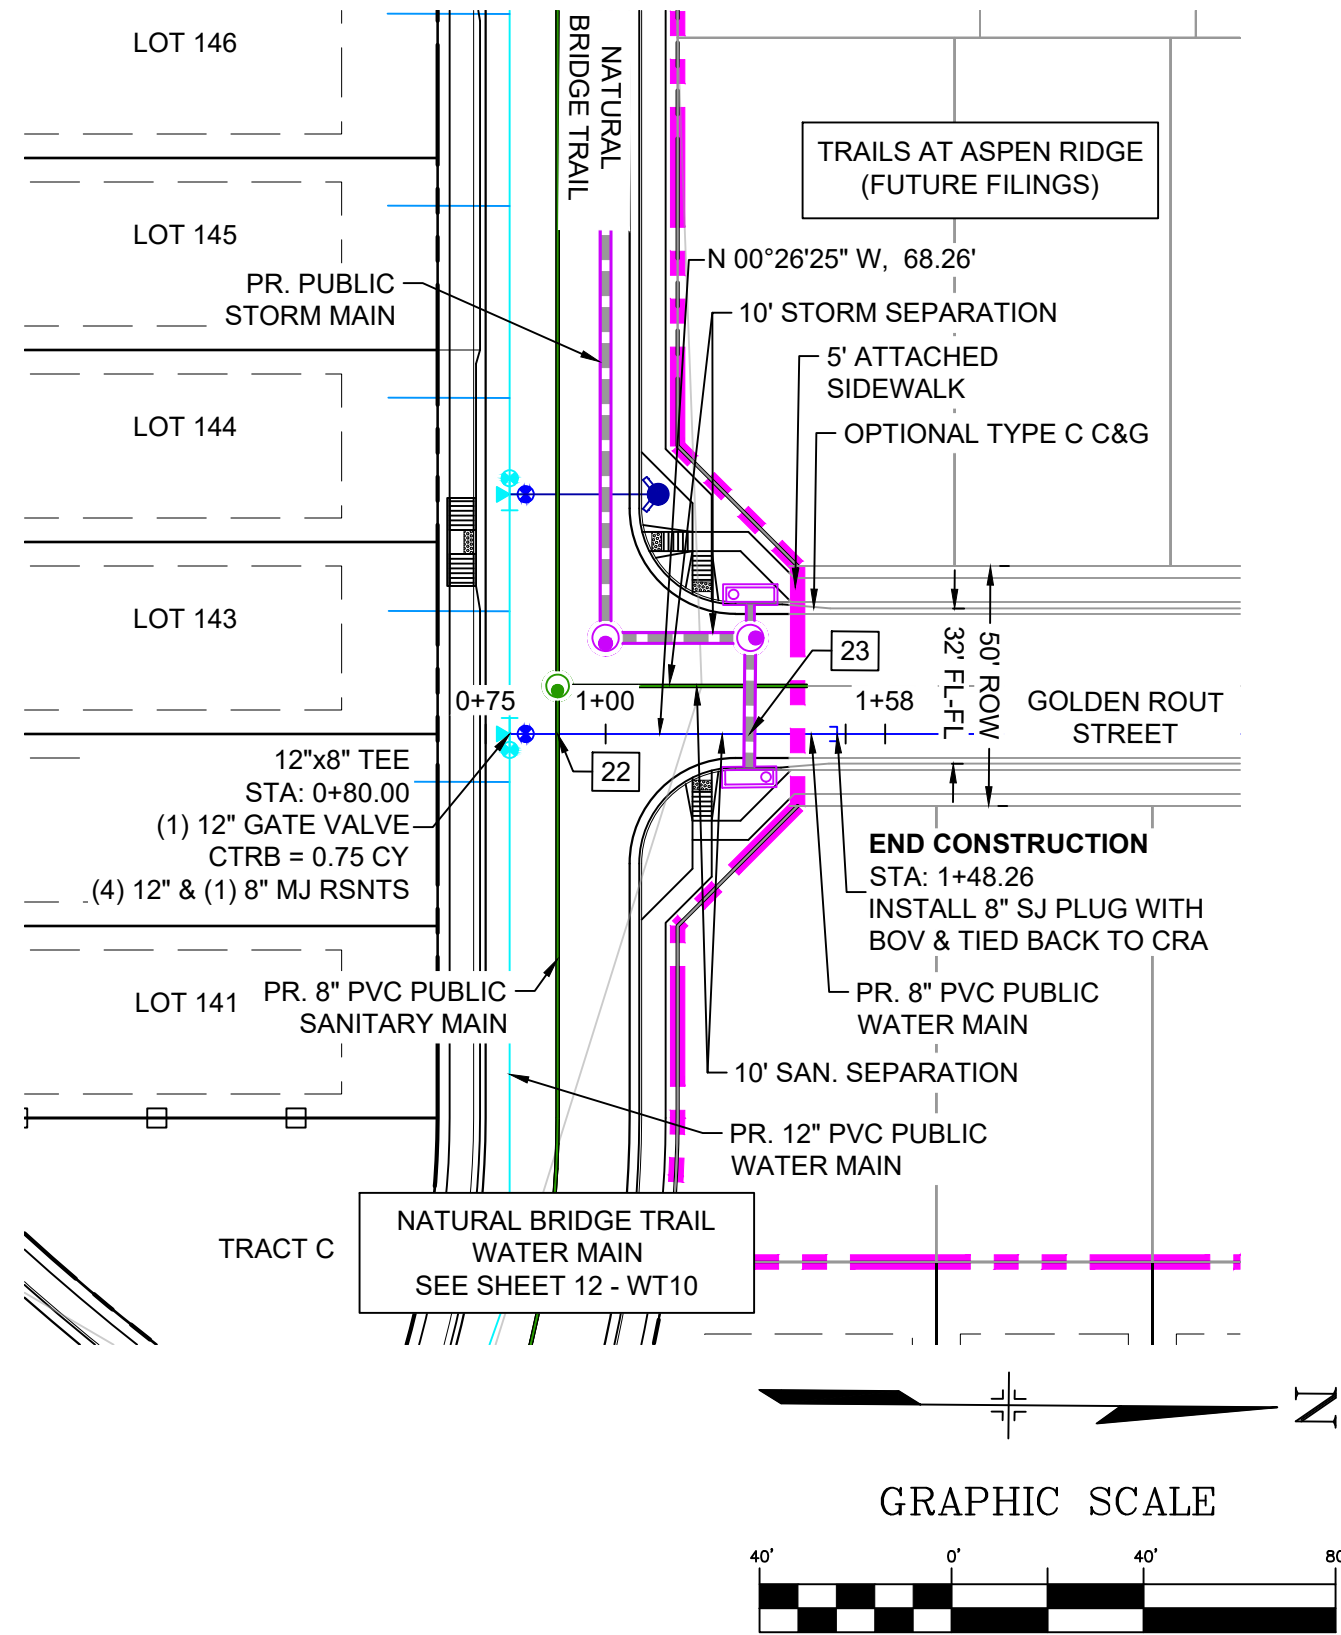 LOT 146
NATURAL
BRIDGE TRAIL
TRAILS AT ASPEN RIDGE
(FUTURE FILINGS)
LOT 145
N 00°26'25" W, 68.26'
PR. PUBLIC
STORM MAIN
10' STORM SEPARATION
5' ATTACHED
SIDEWALK
LOT 144
OPTIONAL TYPE C C&G
LOT 143
32' FL-FL
50' ROW
23
0+75
1+00
1+58
GOLDEN ROUT
STREET
22
12"x8" TEE
STA: 0+80.00
(1) 12" GATE VALVE
CTRB = 0.75 CY
(4) 12" & (1) 8" MJ RSNTS
END CONSTRUCTION
STA: 1+48.26
INSTALL 8" SJ PLUG WITH
BOV & TIED BACK TO CRA
LOT 141
PR. 8" PVC PUBLIC
SANITARY MAIN
PR. 8" PVC PUBLIC
WATER MAIN
10' SAN. SEPARATION
PR. 12" PVC PUBLIC
WATER MAIN
TRACT C
NATURAL BRIDGE TRAIL
WATER MAIN
SEE SHEET 12 - WT10
N
GRAPHIC SCALE
40' 0' 40' 80